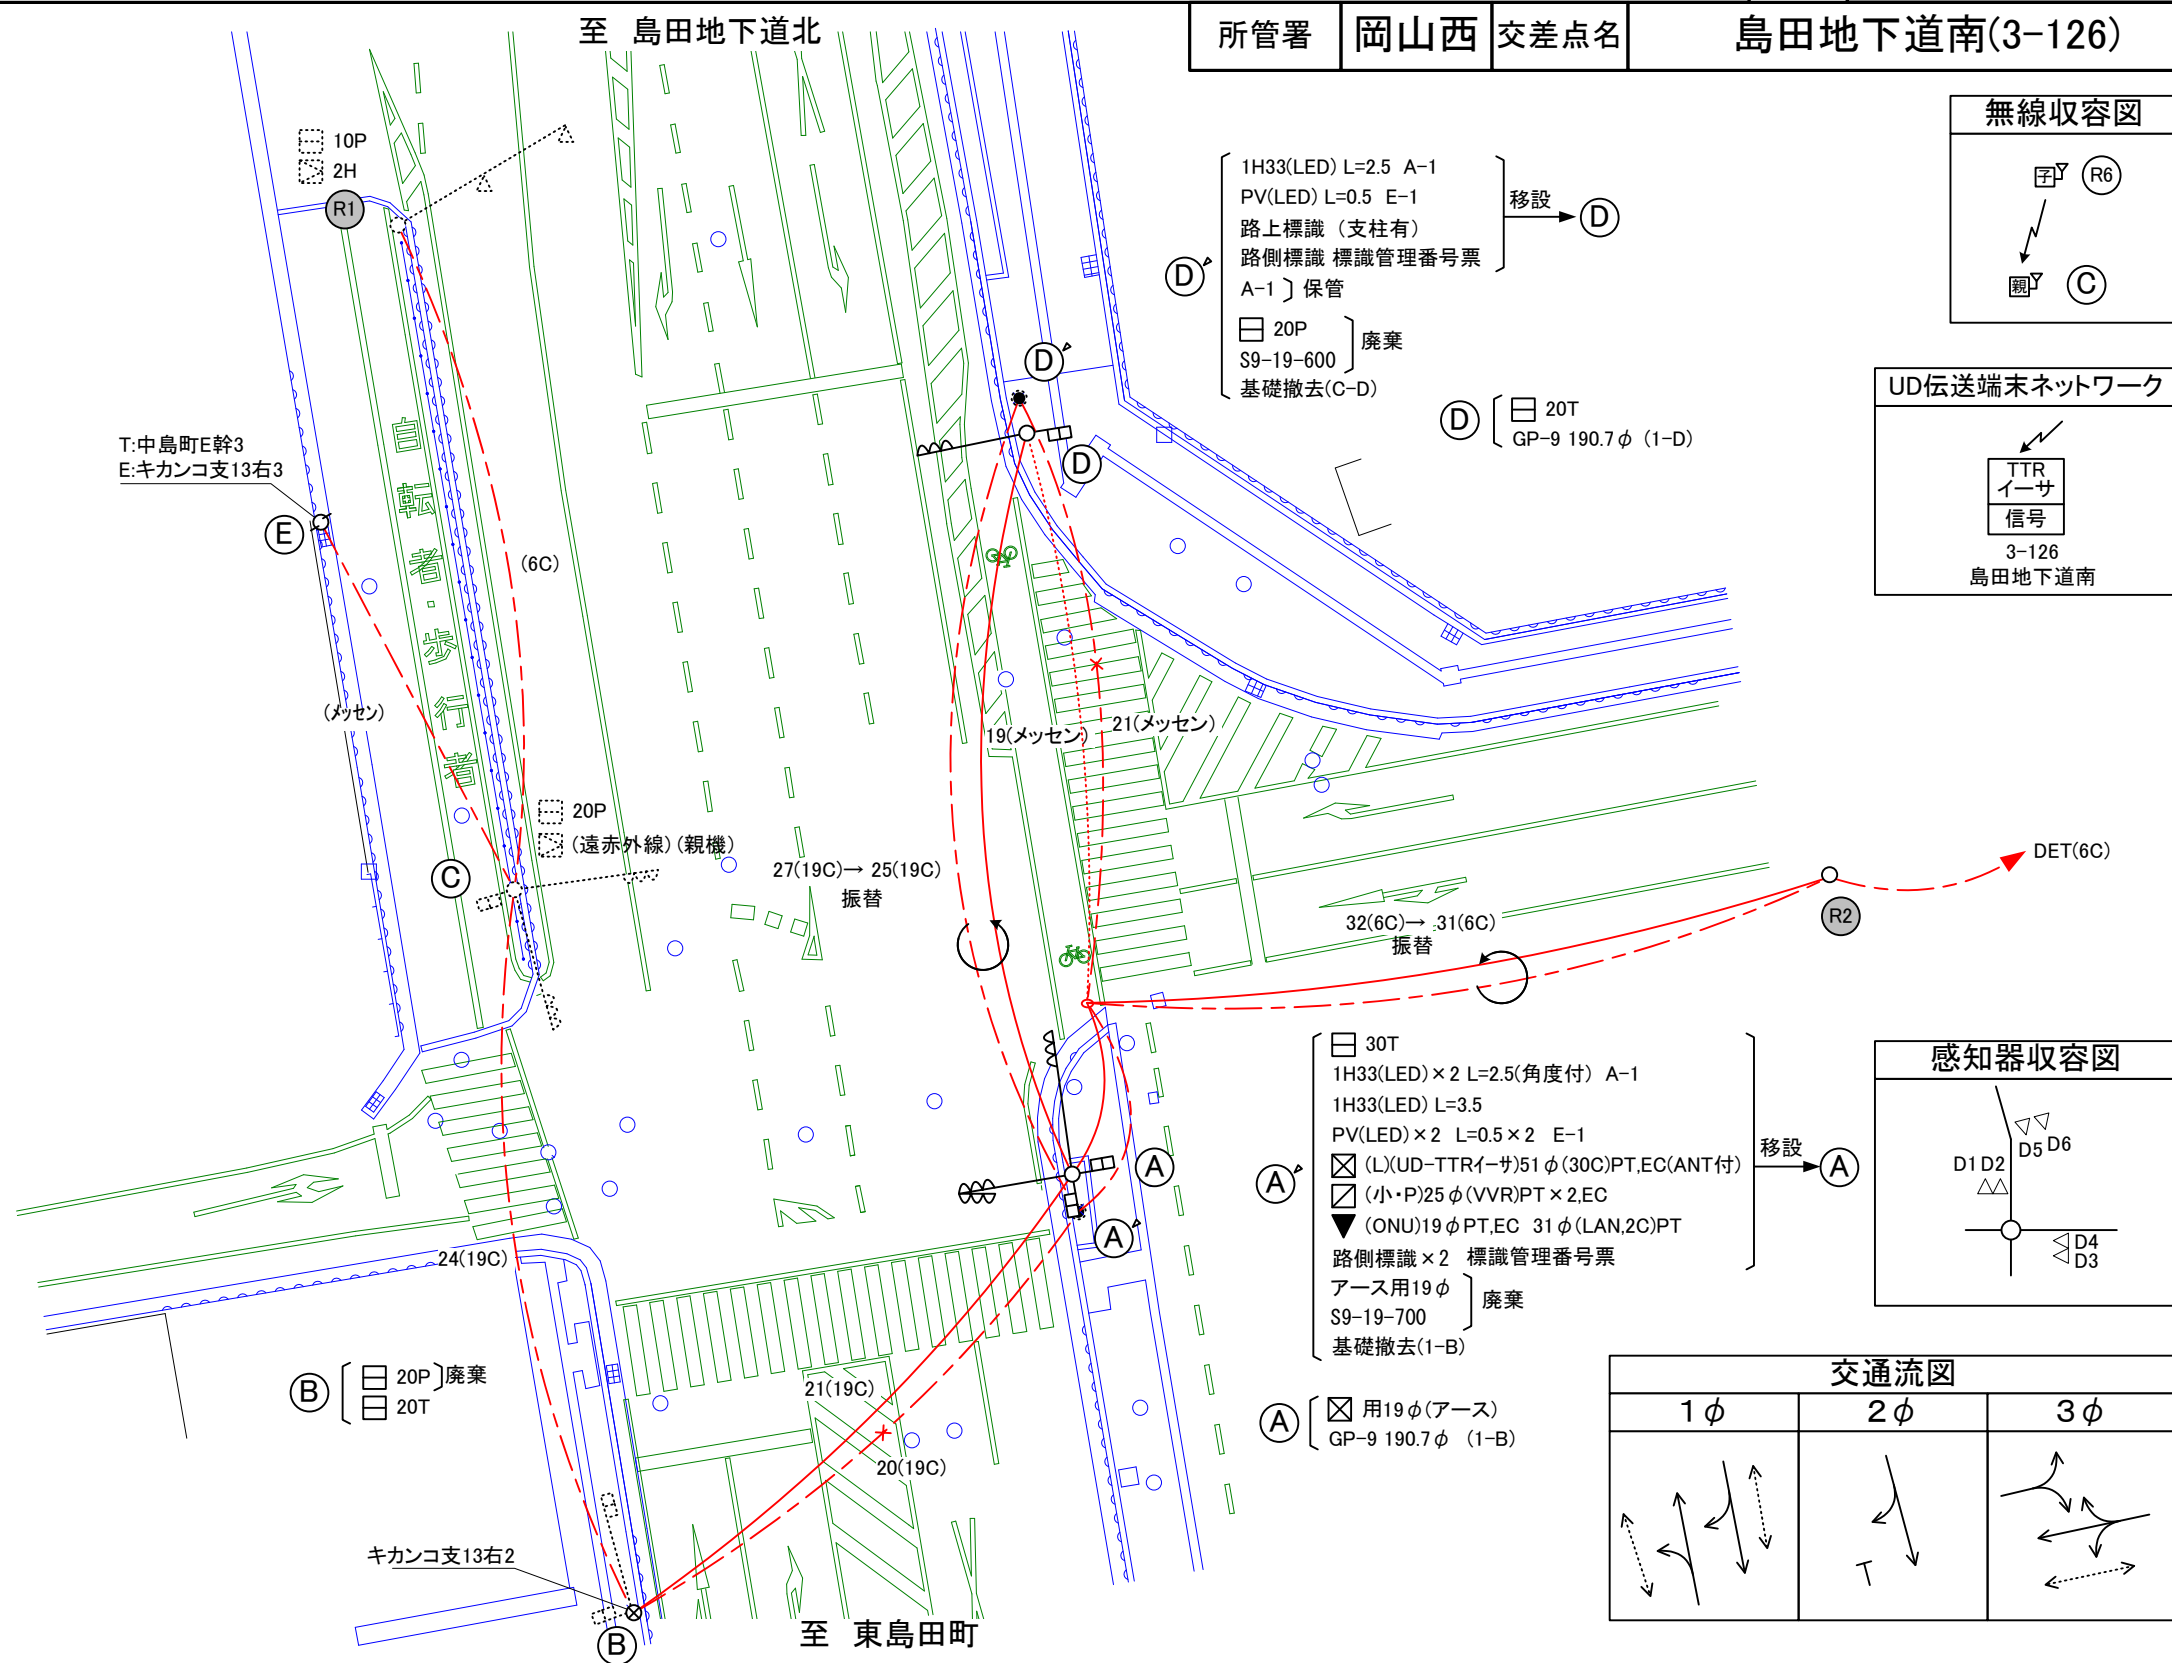 至 島田地下道北
所管署 岡山西 交差点名 島田地下道南(3-126)
無線収容図
子 R6
親 C
UD伝送端末ネットワーク
TTR
イーサ
信号
3-126
島田地下道南
10P
2H
R1
D'
1H33(LED) L=2.5 A-1
PV(LED) L=0.5 E-1
路上標識 (支柱有)
路側標識 標識管理番号票
移設 D
A-1 保管
20P
S9-19-600
廃棄
基礎撤去(C-D)
D
20T
GP-9 190.7φ (1-D)
D'
D
T:中島町E幹3
E:キカンコ支13右3
E
自転者・歩行者
(6C)
(メッセン)
19(メッセン)
21(メッセン)
20P
(遠赤外線)(親機)
C
27(19C)→ 25(19C)
振替
32(6C)→ 31(6C)
振替
DET(6C)
R2
A'
30T
1H33(LED)×2 L=2.5(角度付) A-1
1H33(LED) L=3.5
PV(LED)×2 L=0.5×2 E-1
(L)(UD-TTRイーサ)51φ(30C)PT,EC(ANT付)
(小・P)25φ(VVR)PT×2,EC
(ONU)19φPT,EC 31φ(LAN,2C)PT
路側標識×2 標識管理番号票
移設 A
アース用19φ
S9-19-700
廃棄
基礎撤去(1-B)
A
用19φ(アース)
GP-9 190.7φ (1-B)
A
A'
感知器収容図
D1 D2
D5 D6
D4
D3
24(19C)
B
20P
廃棄
20T
21(19C)
20(19C)
キカンコ支13右2
B
至 東島田町
交通流図
1φ 2φ 3φ